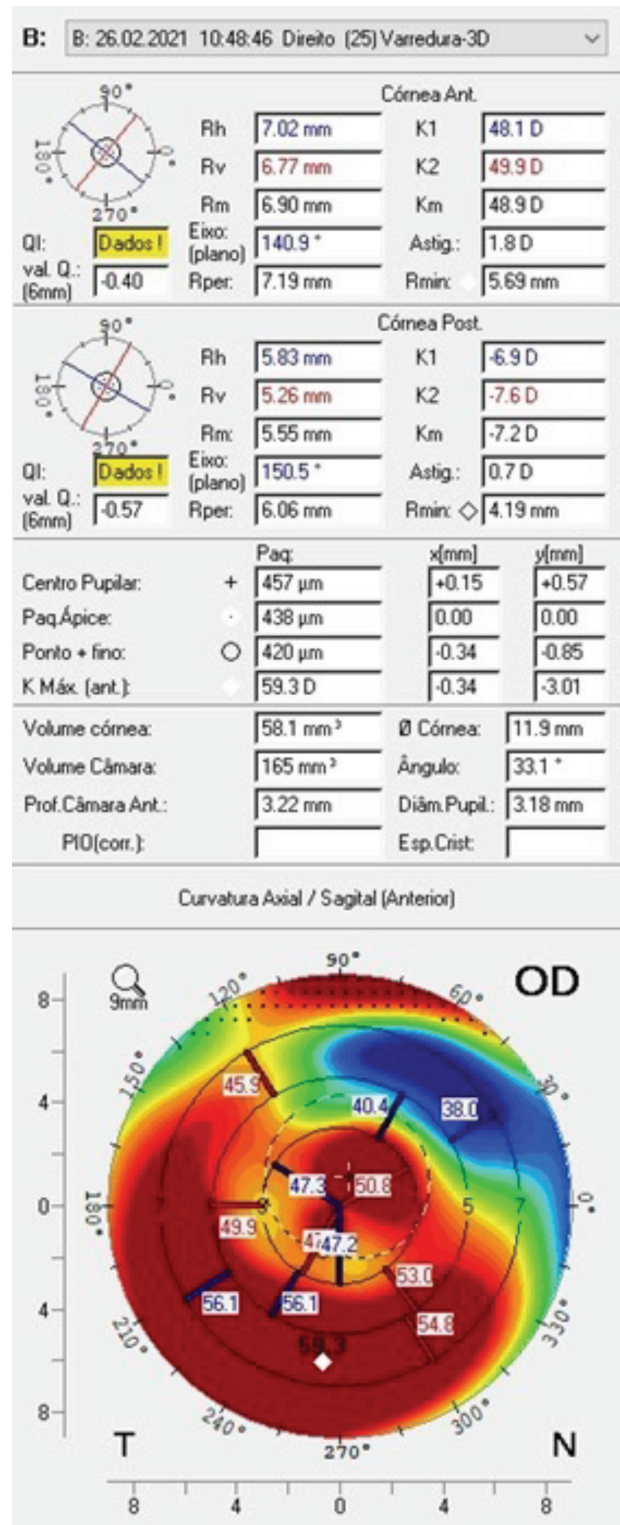 B: B: 26.02.2021 10:48:46 Direito (25) Varredura-3D
90°
180°
0°
270°
Córnea Ant.
Rh 7.02 mm K1 48.1 D
Rv 6.77 mm K2 49.9 D
Rm 6.90 mm Km 48.9 D
QI: Dados ! Eixo: (plano) 140.9 ° Astig.: 1.8 D
val. Q.: (6mm) -0.40 Rper: 7.19 mm Rmin: 5.69 mm
90°
180°
0°
270°
Córnea Post.
Rh 5.83 mm K1 -6.9 D
Rv 5.26 mm K2 -7.6 D
Rm: 5.55 mm Km -7.2 D
QI: Dados ! Eixo: (plano) 150.5 ° Astig.: 0.7 D
val. Q.: (6mm) -0.57 Rper: 6.06 mm Rmin: 4.19 mm
Paq: x[mm] y[mm]
Centro Pupilar: + 457 µm +0.15 +0.57
Paq.Ápice: 438 µm 0.00 0.00
Ponto + fino: 420 µm -0.34 -0.85
K Máx. (ant.): 59.3 D -0.34 -3.01
Volume córnea: 58.1 mm³ Ø Córnea: 11.9 mm
Volume Câmara: 165 mm³ Ângulo: 33.1 °
Prof.Câmara Ant.: 3.22 mm Diâm.Pupil.: 3.18 mm
PIO(corr.): Esp.Crist:
Curvatura Axial / Sagital (Anterior)
9mm
OD
90°
120° 60°
150° 30°
180° 0°
210° 330°
240° 300°
270°
8
4
0
4
8
45.9
40.4 38.0
47.3 50.8
49.9 47.2
5 7
53.0
56.1 56.1
54.8
59.3
T N
8 4 0 4 8